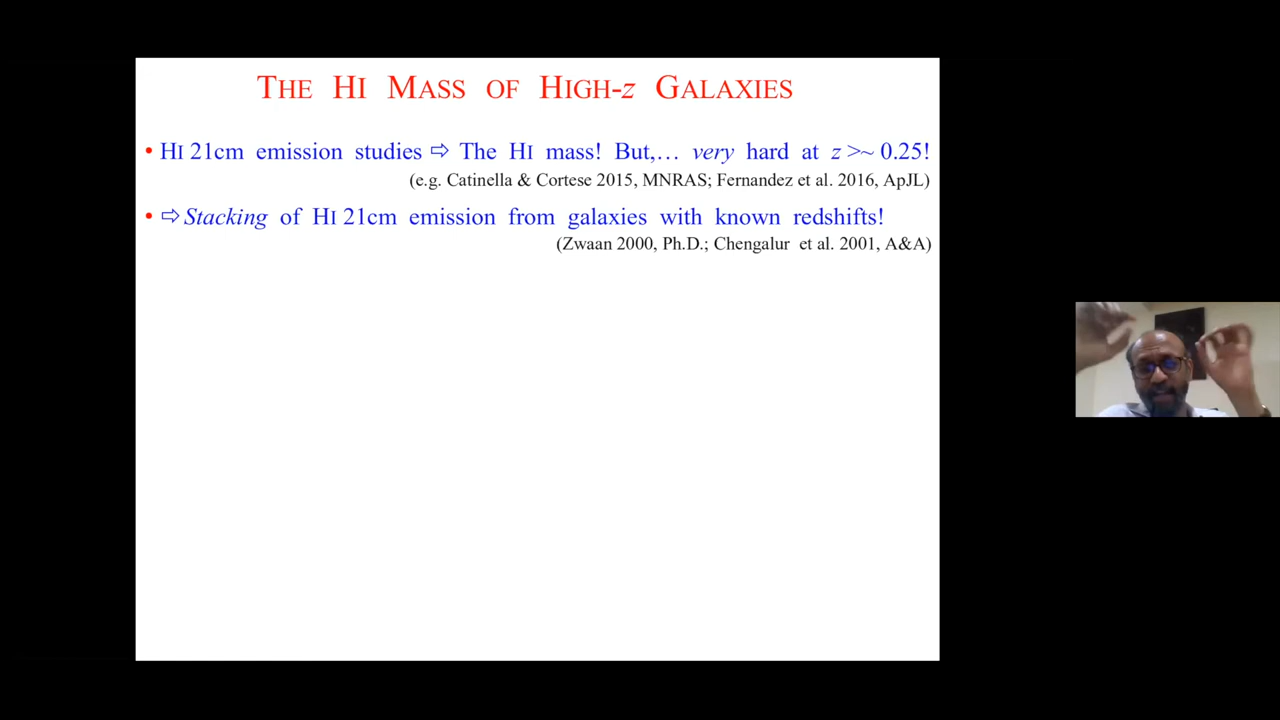 THE HI MASS OF HIGH-z GALAXIES
• HI 21cm emission studies ⇨ The HI mass! But,… very hard at z >~ 0.25!
(e.g. Catinella & Cortese 2015, MNRAS; Fernandez et al. 2016, ApJL)
• ⇨ Stacking of HI 21cm emission from galaxies with known redshifts!
(Zwaan 2000, Ph.D.; Chengalur et al. 2001, A&A)